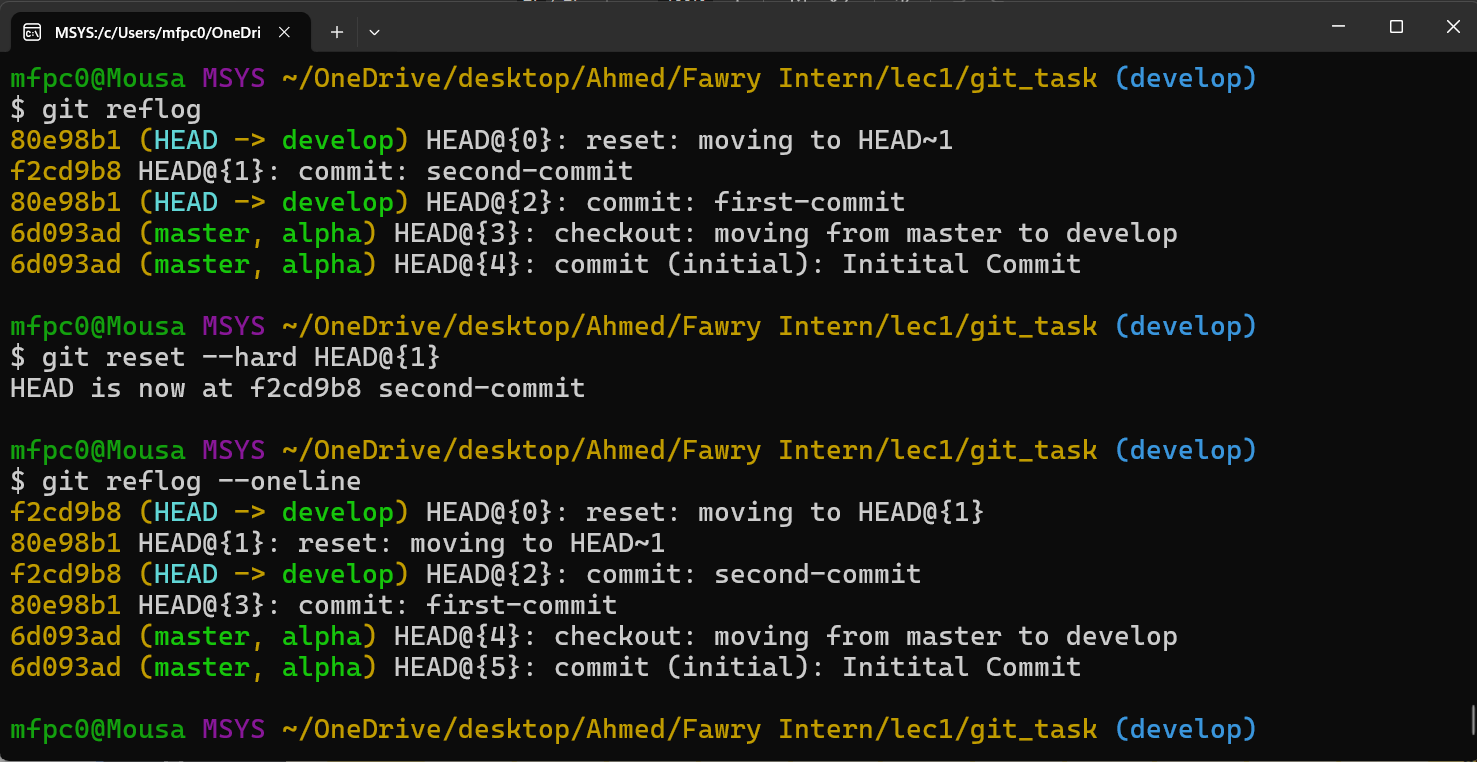 MSYS:/c/Users/mfpc0/OneDri
mfpc0@Mousa MSYS ~/OneDrive/desktop/Ahmed/Fawry Intern/lec1/git_task (develop)
$ git reflog
80e98b1 (HEAD -> develop) HEAD@{0}: reset: moving to HEAD~1
f2cd9b8 HEAD@{1}: commit: second-commit
80e98b1 (HEAD -> develop) HEAD@{2}: commit: first-commit
6d093ad (master, alpha) HEAD@{3}: checkout: moving from master to develop
6d093ad (master, alpha) HEAD@{4}: commit (initial): Initital Commit
mfpc0@Mousa MSYS ~/OneDrive/desktop/Ahmed/Fawry Intern/lec1/git_task (develop)
$ git reset --hard HEAD@{1}
HEAD is now at f2cd9b8 second-commit
mfpc0@Mousa MSYS ~/OneDrive/desktop/Ahmed/Fawry Intern/lec1/git_task (develop)
$ git reflog --oneline
f2cd9b8 (HEAD -> develop) HEAD@{0}: reset: moving to HEAD@{1}
80e98b1 HEAD@{1}: reset: moving to HEAD~1
f2cd9b8 (HEAD -> develop) HEAD@{2}: commit: second-commit
80e98b1 HEAD@{3}: commit: first-commit
6d093ad (master, alpha) HEAD@{4}: checkout: moving from master to develop
6d093ad (master, alpha) HEAD@{5}: commit (initial): Initital Commit
mfpc0@Mousa MSYS ~/OneDrive/desktop/Ahmed/Fawry Intern/lec1/git_task (develop)